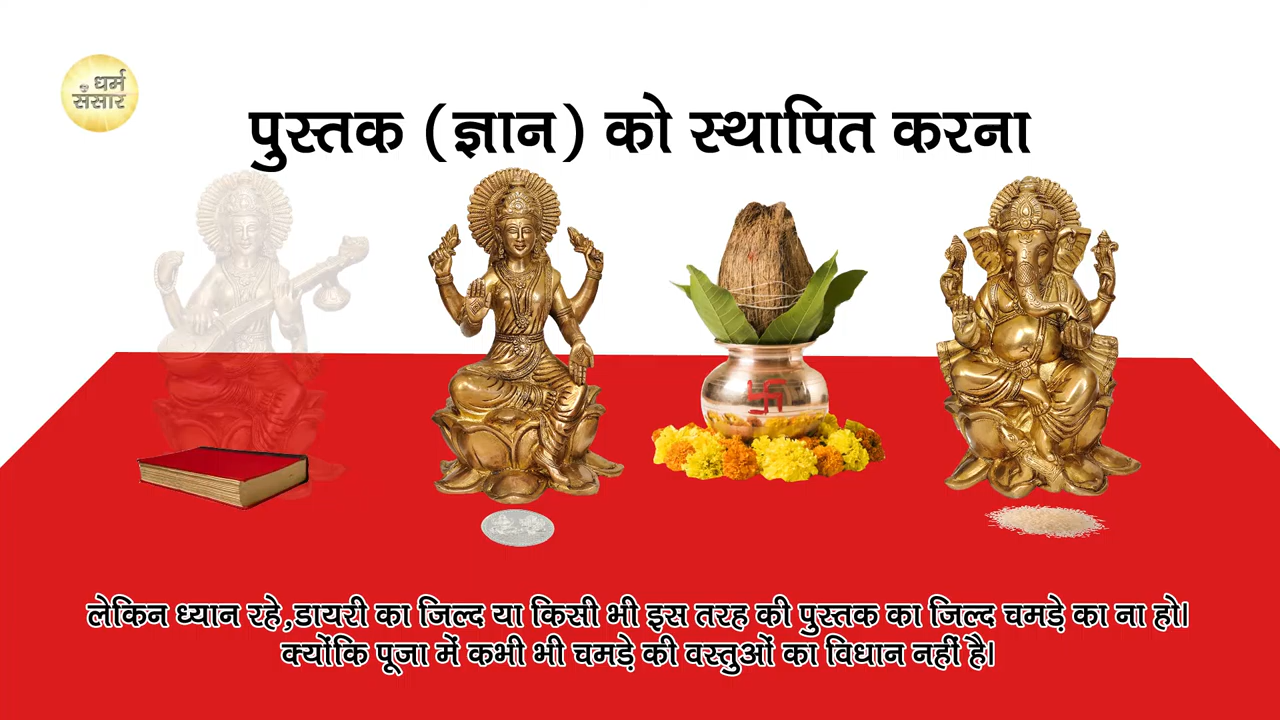 धर्म
संसार
पुस्तक (ज्ञान) को स्थापित करना
लेकिन ध्यान रहे,डायरी का जिल्द या किसी भी इस तरह की पुस्तक का जिल्द चमड़े का ना हो।
क्योंकि पूजा में कभी भी चमड़े की वस्तुओं का विधान नहीं है।